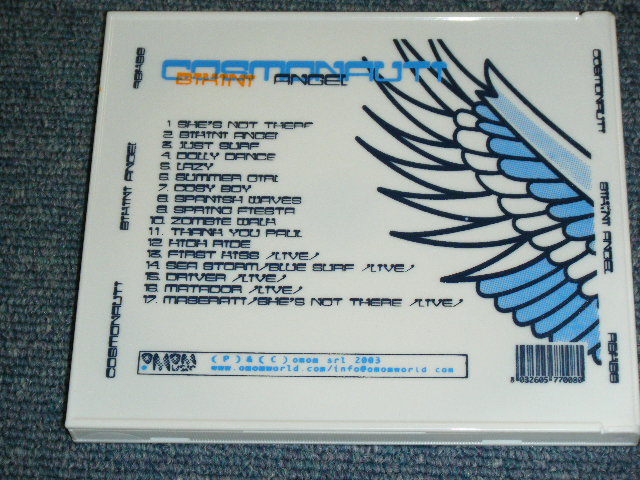 COSMONAUTI
BIKINI ANGEL
1. SHE'S NOT THERE
2. BIKINI ANGEL
3. JUST SURF
4. DOLLY DANCE
5. LAZY
6. SUMMER GIRL
7. COSY BOY
8. SPANISH WAVES
9. SPRING FIESTA
10. ZOMBIE WALK
11. THANK YOU PAUL
12. HIGH RIDE
13. FIRST KISS /LIVE/
14. SEA STORM/BLUE SURF /LIVE/
15. DRIVER /LIVE/
16. MATADOR /LIVE/
17. MASERATI/SHE'S NOT THERE /LIVE/
OMOM
(P)&(C)omom srl 2003
www.omomworld.com/info@omomworld.com
8 032605 770080
COSMONAUTI
BIKINI ANGEL
COSMONAUTI
BIKINI ANGEL